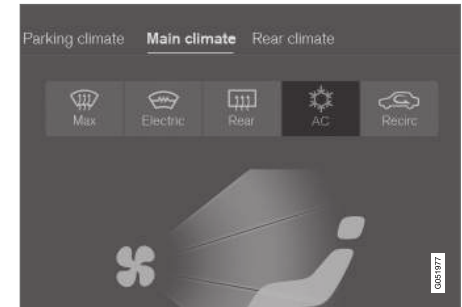 Parking climate Main climate Rear climate
Max Electric Rear AC Recirc
G051977